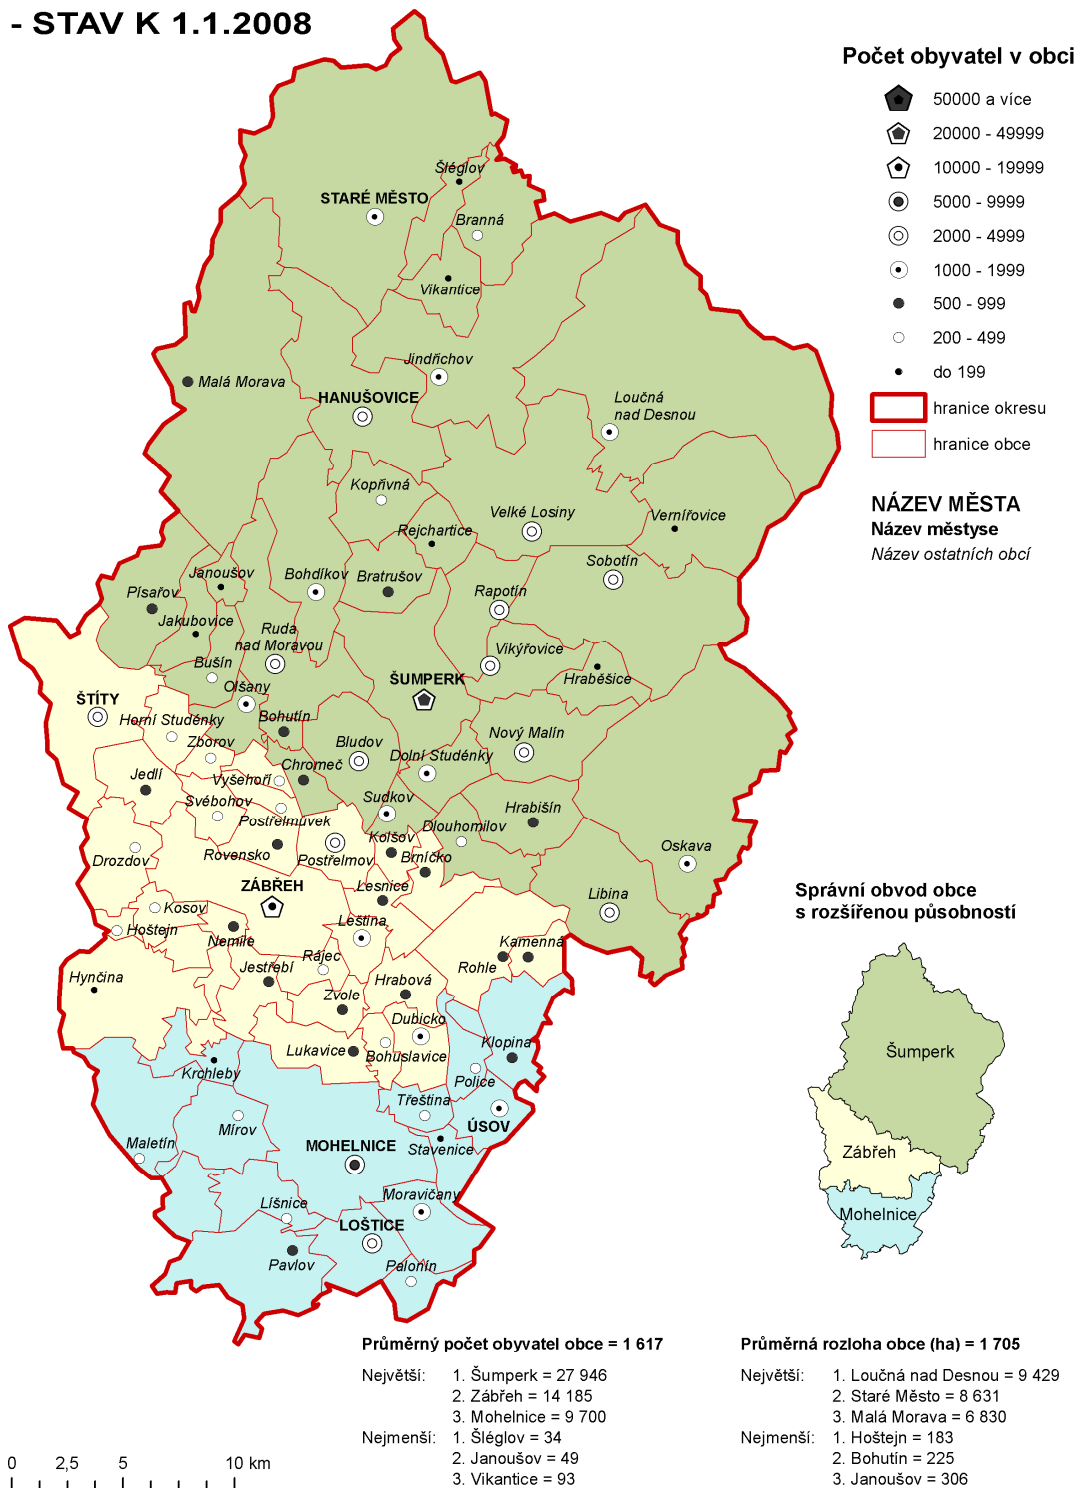 - STAV K 1.1.2008
Počet obyvatel v obci
50000 a více
20000 - 49999
10000 - 19999
5000 - 9999
2000 - 4999
1000 - 1999
500 - 999
200 - 499
do 199
hranice okresu
hranice obce
NÁZEV MĚSTA
Název městyse
Název ostatních obcí
Šléglov
STARÉ MĚSTO
Branná
Vikantice
Jindřichov
Malá Morava
HANUŠOVICE
Loučná
nad Desnou
Kopřivná
Velké Losiny
Vernířovice
Rejchartice
Sobotín
Janoušov
Bohdíkov
Bratrušov
Rapotín
Písařov
Jakubovice
Ruda
nad Moravou
Vikýřovice
Bušín
Hraběšice
ŠUMPERK
Olšany
ŠTÍTY
Horní Studénky
Bohutín
Zborov
Bludov
Nový Malín
Dolní Studénky
Chromeč
Jedlí
Vyšehoří
Svébohov
Sudkov
Hrabišín
Postřelmůvek
Dlouhomilov
Kolšov
Drozdov
Rovensko
Postřelmov
Brníčko
Oskava
ZÁBŘEH
Lesnice
Libina
Kosov
Hoštejn
Leština
Nemile
Kamenná
Rájec
Rohle
Jestřebí
Hynčina
Hrabová
Zvole
Dubicko
Klopina
Lukavice
Bohuslavice
Krchleby
Police
Třeština
Mírov
ÚSOV
Maletín
MOHELNICE
Stavenice
Moravičany
Líšnice
LOŠTICE
Pavlov
Palonín
Správní obvod obce
s rozšířenou působností
Šumperk
Zábřeh
Mohelnice
Průměrný počet obyvatel obce = 1 617
Největší: 1. Šumperk = 27 946
2. Zábřeh = 14 185
3. Mohelnice = 9 700
Nejmenší: 1. Šléglov = 34
2. Janoušov = 49
3. Vikantice = 93
Průměrná rozloha obce (ha) = 1 705
Největší: 1. Loučná nad Desnou = 9 429
2. Staré Město = 8 631
3. Malá Morava = 6 830
Nejmenší: 1. Hoštejn = 183
2. Bohutín = 225
3. Janoušov = 306
0 2,5 5 10 km